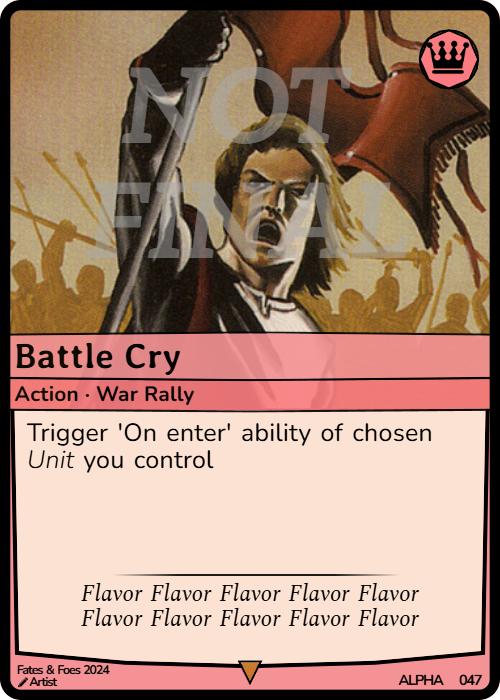 NOT
FINAL
Battle Cry
Action · War Rally
Trigger 'On enter' ability of chosen
Unit you control
Flavor Flavor Flavor Flavor Flavor
Flavor Flavor Flavor Flavor Flavor
Fates & Foes 2024
Artist
ALPHA 047